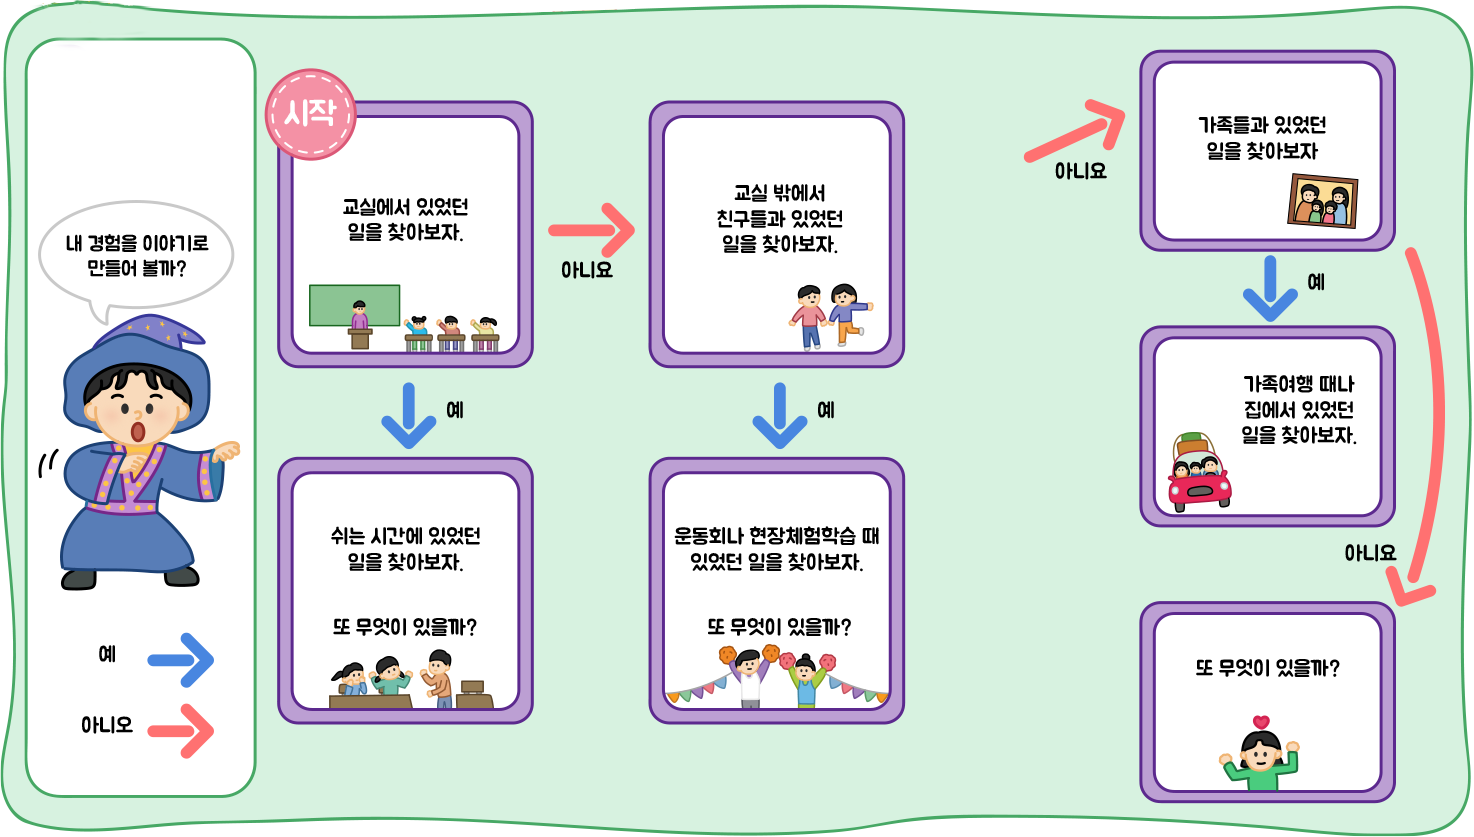 내 경험을 이야기로
만들어 볼까?
예
아니오
시작
교실에서 있었던
일을 찾아보자.
아니요
예
쉬는 시간에 있었던
일을 찾아보자.
또 무엇이 있을까?
교실 밖에서
친구들과 있었던
일을 찾아보자.
예
운동회나 현장체험학습 때
있었던 일을 찾아보자.
또 무엇이 있을까?
아니요
가족들과 있었던
일을 찾아보자
예
가족여행 때나
집에서 있었던
일을 찾아보자.
아니요
또 무엇이 있을까?